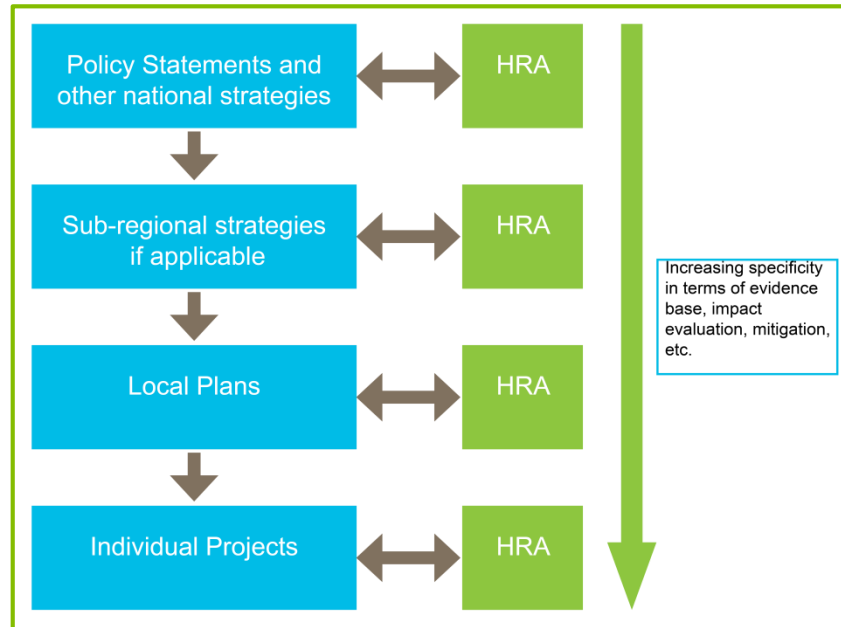 Policy Statements and
other national strategies
HRA
Sub-regional strategies
if applicable
HRA
Increasing specificity
in terms of evidence
base, impact
evaluation, mitigation,
etc.
Local Plans
HRA
Individual Projects
HRA